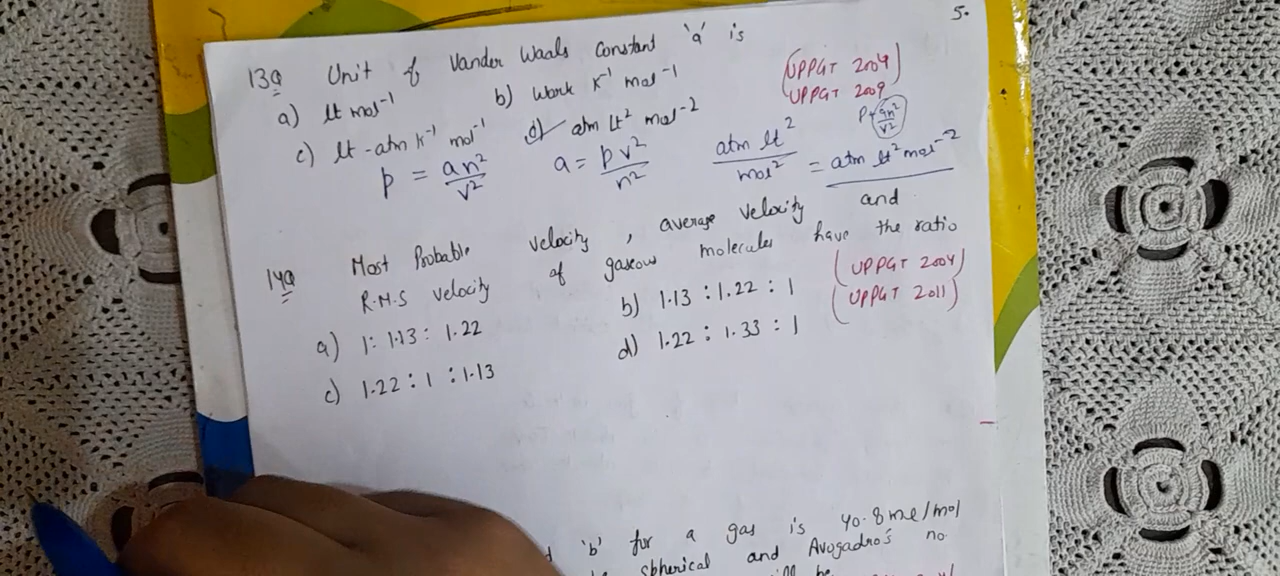 5.
13Q Unit of Vander Waals Constant 'a' is
a) lt mol⁻¹ b) Work K⁻¹ mol⁻¹ (UPPGT 2004)
(UPPGT 2009
c) lt-atm K⁻¹ mol⁻¹ d) atm lt² mol⁻² P+ an²/v²
p = an²/v² a = pv²/n² atm lt²/mol² = atm lt² mol⁻²
14Q Most Probable velocity, average velocity and
R.M.S velocity of gaseous molecules have the ratio
a) 1: 1.13: 1.22 b) 1.13 : 1.22 : 1 (UPPGT 2004)
(UPPGT 2011)
c) 1.22 : 1 : 1.13 d) 1.22 : 1.33 : 1
'b' for a gas is 40.8 ml/mol
spherical and Avogadro's no
will be